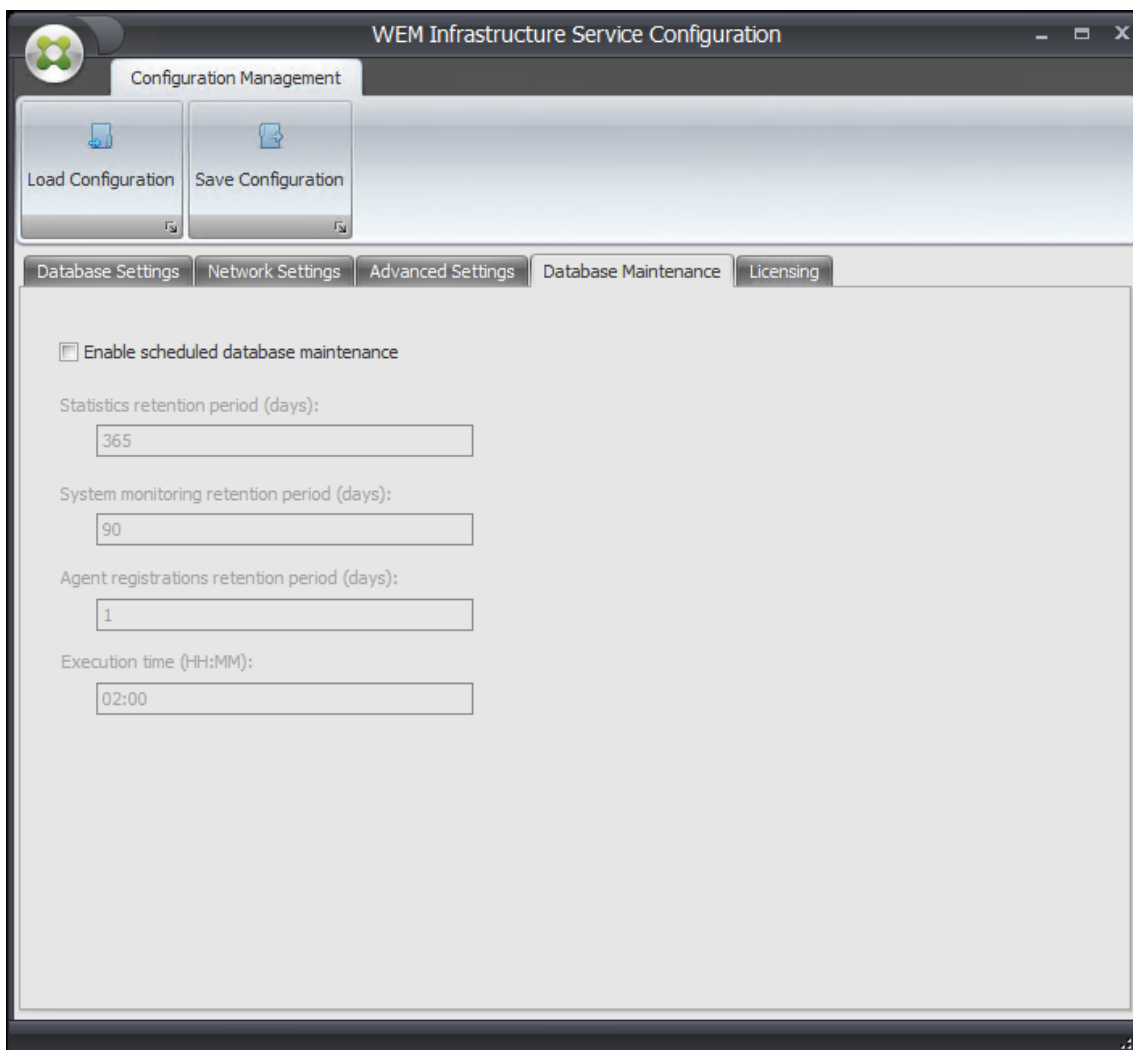 WEM Infrastructure Service Configuration
Configuration Management
Load Configuration
Save Configuration
Database Settings
Network Settings
Advanced Settings
Database Maintenance
Licensing
Enable scheduled database maintenance
Statistics retention period (days):
365
System monitoring retention period (days):
90
Agent registrations retention period (days):
1
Execution time (HH:MM):
02:00